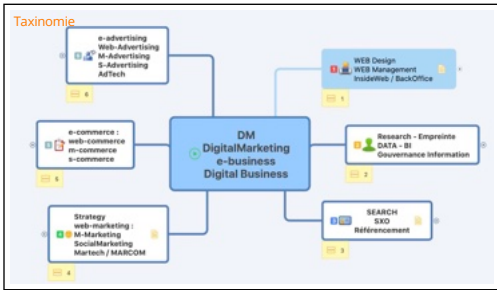 Taxinomie
e-advertising
Web-Advertising
M-Advertising
S-Advertising
AdTech
6
WEB Design
WEB Management
InsideWeb / BackOffice
1
e-commerce :
web-commerce
m-commerce
s-commerce
5
DM
DigitalMarketing
e-business
Digital Business
Research - Empreinte
DATA - BI
Gouvernance Information
2
Strategy
web-marketing :
M-Marketing
SocialMarketing
Martech / MARCOM
4
SEARCH
SXO
Référencement
3